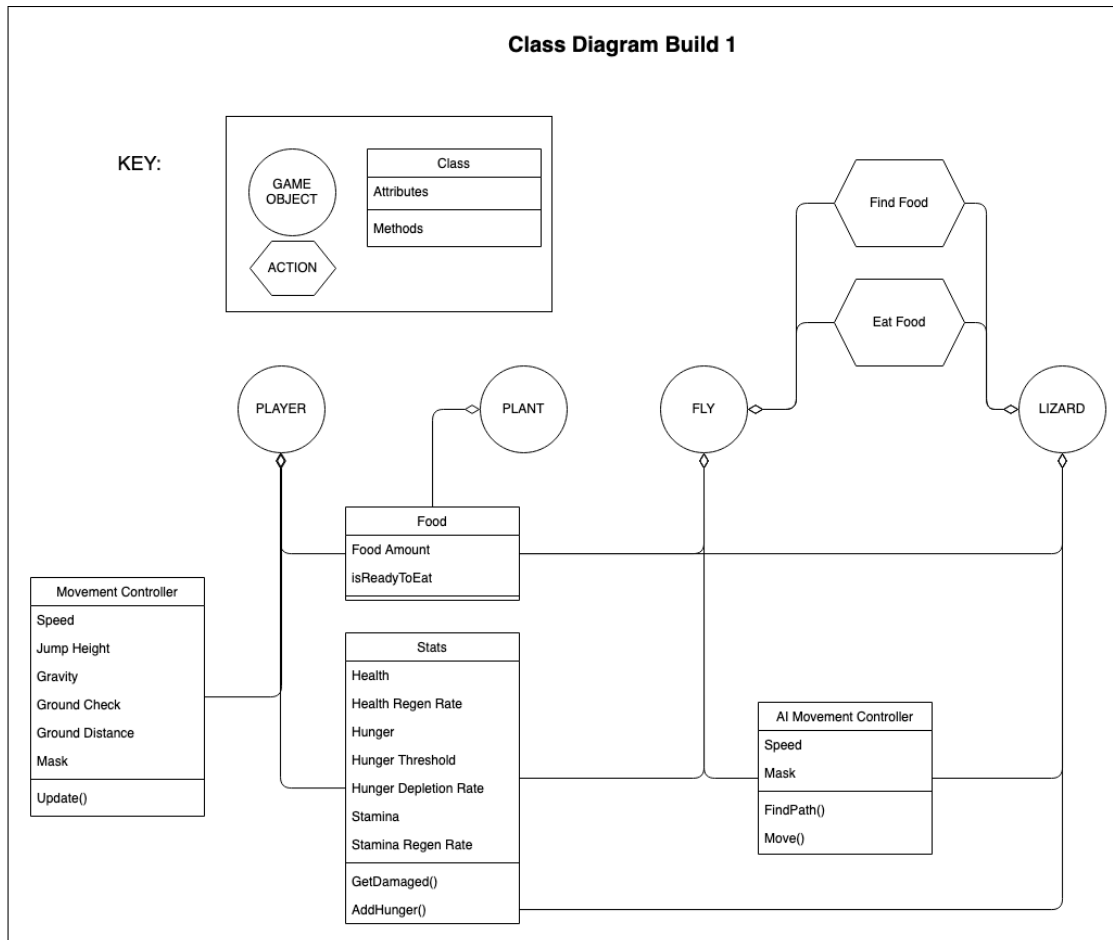 Class Diagram Build 1
KEY:
GAME
OBJECT
ACTION
Class
Attributes
Methods
Find Food
Eat Food
PLAYER
PLANT
FLY
LIZARD
Food
Food Amount
isReadyToEat
Movement Controller
Speed
Jump Height
Gravity
Ground Check
Ground Distance
Mask
Update()
Stats
Health
Health Regen Rate
Hunger
Hunger Threshold
Hunger Depletion Rate
Stamina
Stamina Regen Rate
GetDamaged()
AddHunger()
AI Movement Controller
Speed
Mask
FindPath()
Move()